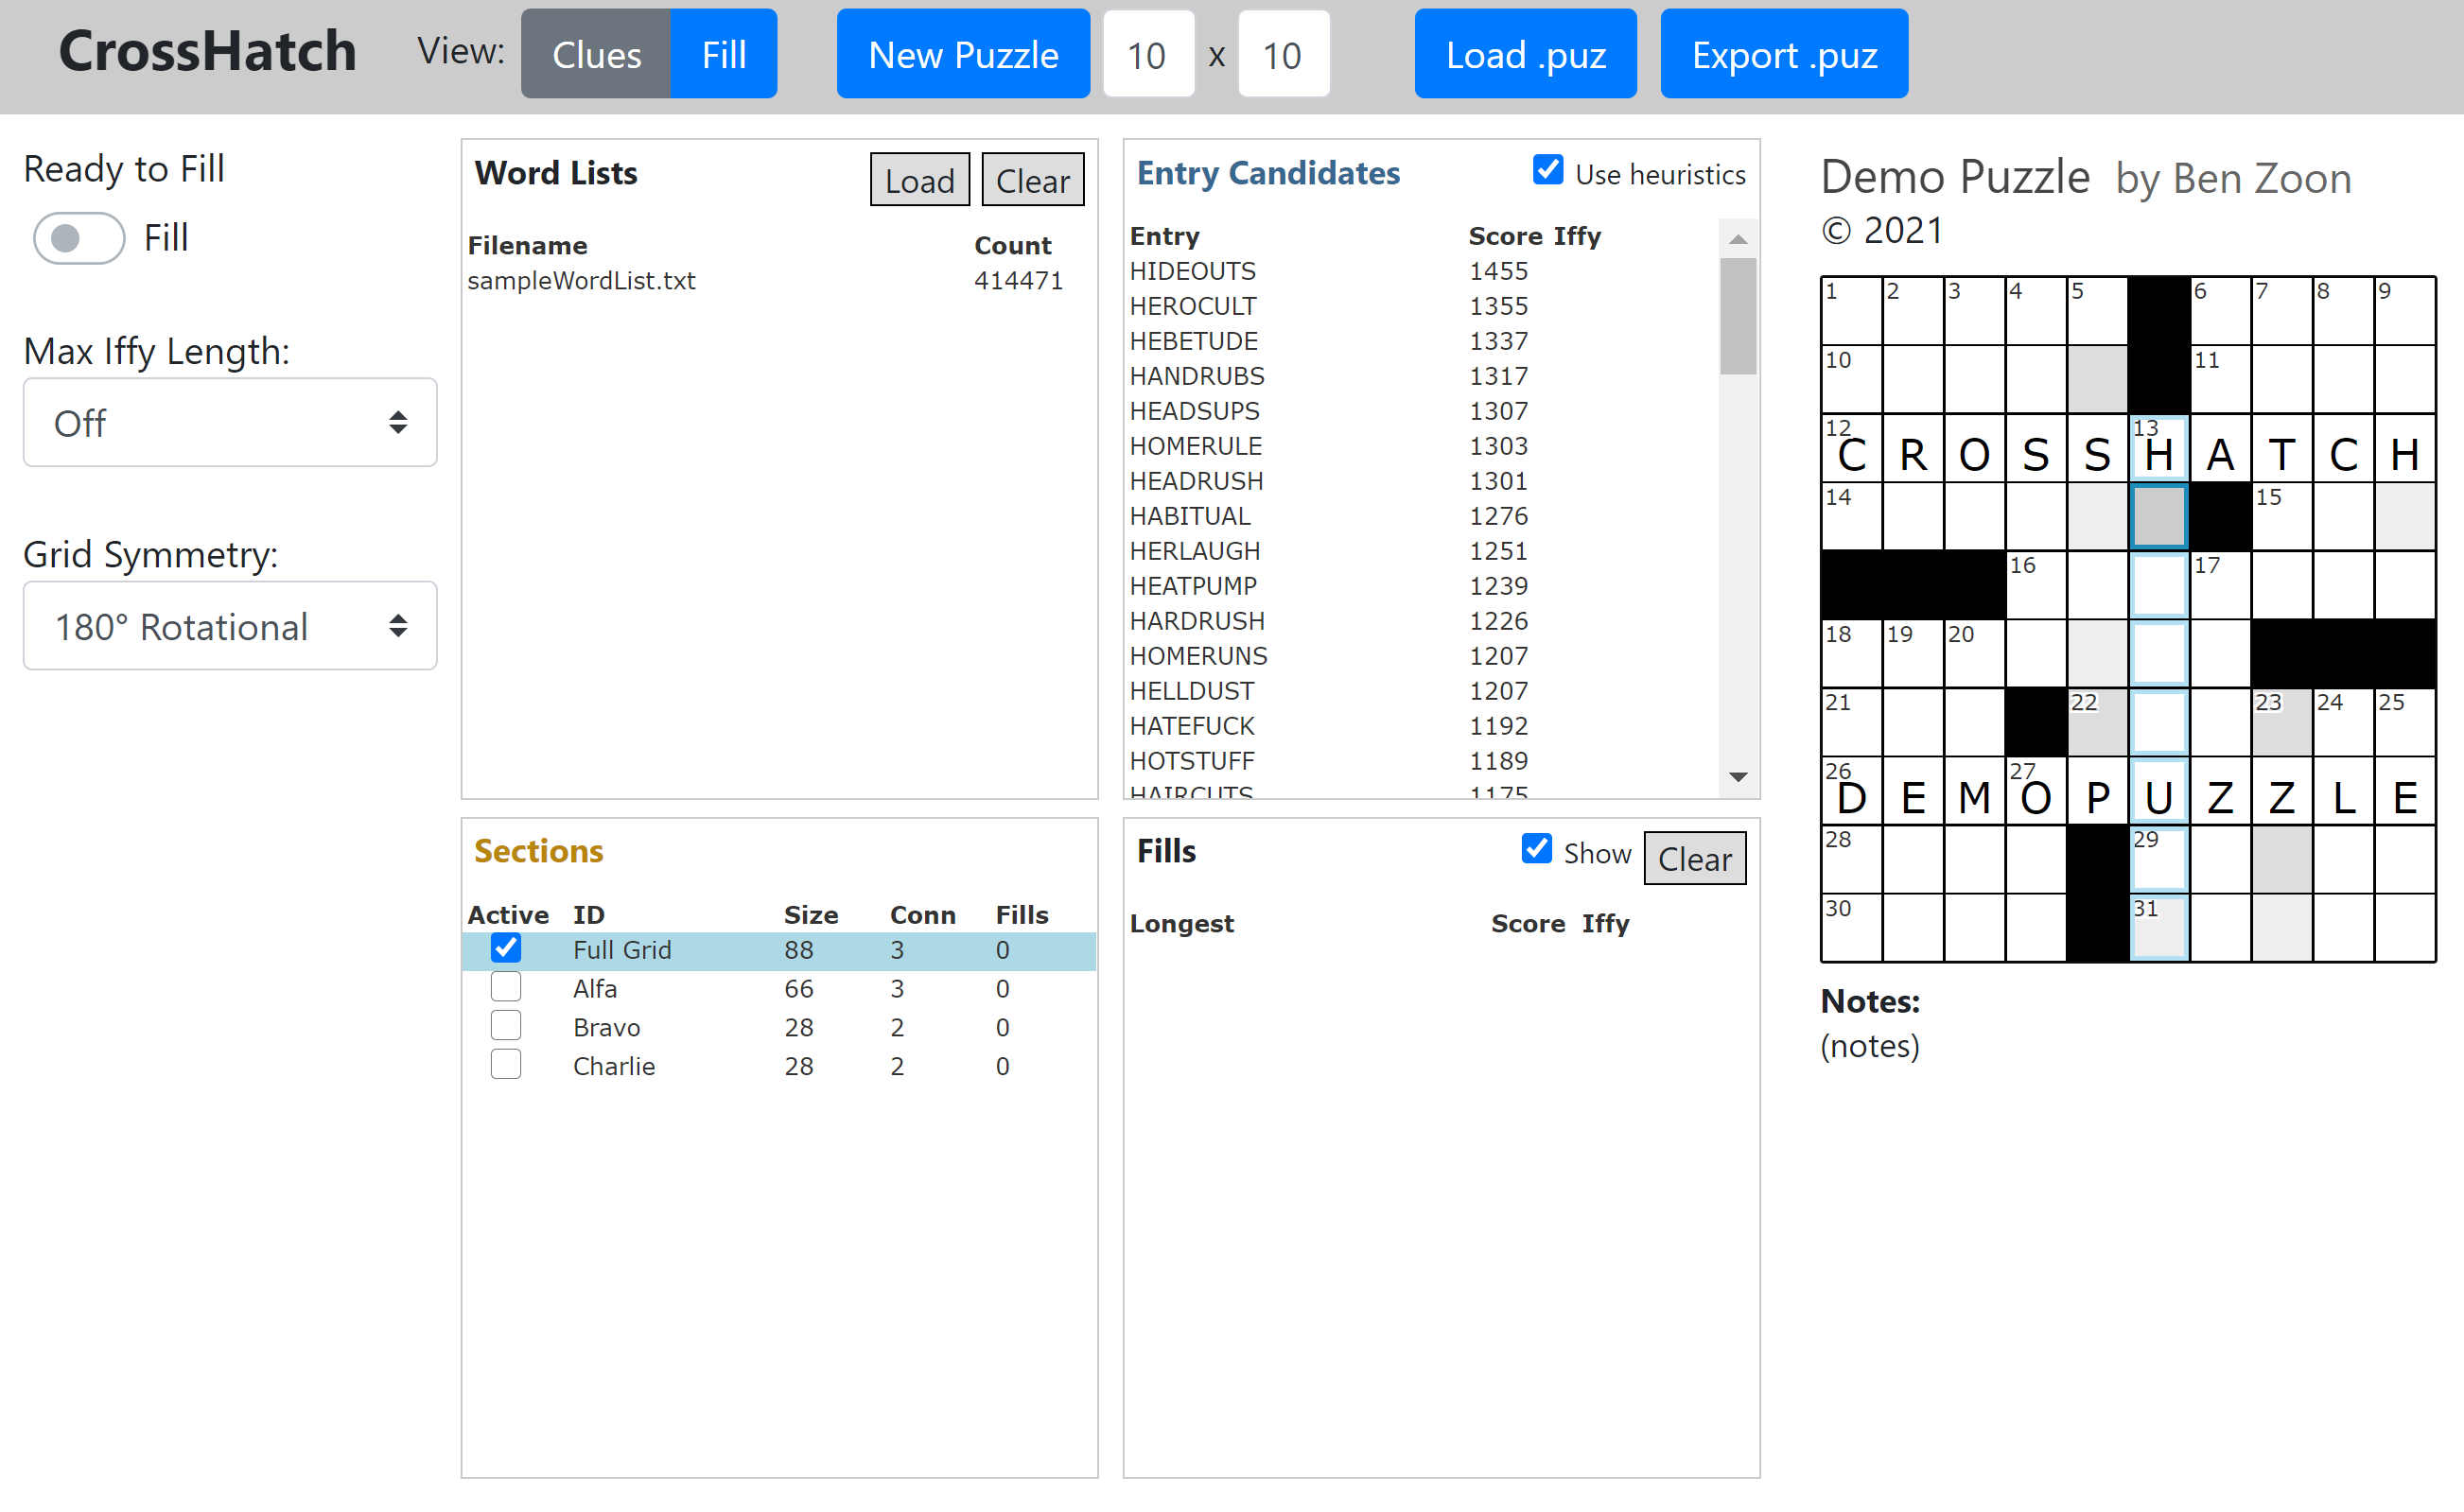 CrossHatch View: Clues Fill New Puzzle 10 x 10 Load .puz Export .puz
Ready to Fill
Fill
Max Iffy Length:
Off
Grid Symmetry:
180° Rotational
Word Lists Load Clear
Filename Count
sampleWordList.txt 414471
Entry Candidates Use heuristics
Entry Score Iffy
HIDEOUTS 1455
HEROCULT 1355
HEBETUDE 1337
HANDRUBS 1317
HEADSUPS 1307
HOMERULE 1303
HEADRUSH 1301
HABITUAL 1276
HERLAUGH 1251
HEATPUMP 1239
HARDRUSH 1226
HOMERUNS 1207
HELLDUST 1207
HATEFUCK 1192
HOTSTUFF 1189
HAIRCUTS 1175
Sections
Active ID Size Conn Fills
Full Grid 88 3 0
Alfa 66 3 0
Bravo 28 2 0
Charlie 28 2 0
Fills Show Clear
Longest Score Iffy
Demo Puzzle by Ben Zoon
© 2021
1 2 3 4 5 6 7 8 9
10 11
12 13
C R O S S H A T C H
14 15
16 17
18 19 20
21 22 23 24 25
26 27
D E M O P U Z Z L E
28 29
30 31
Notes:
(notes)